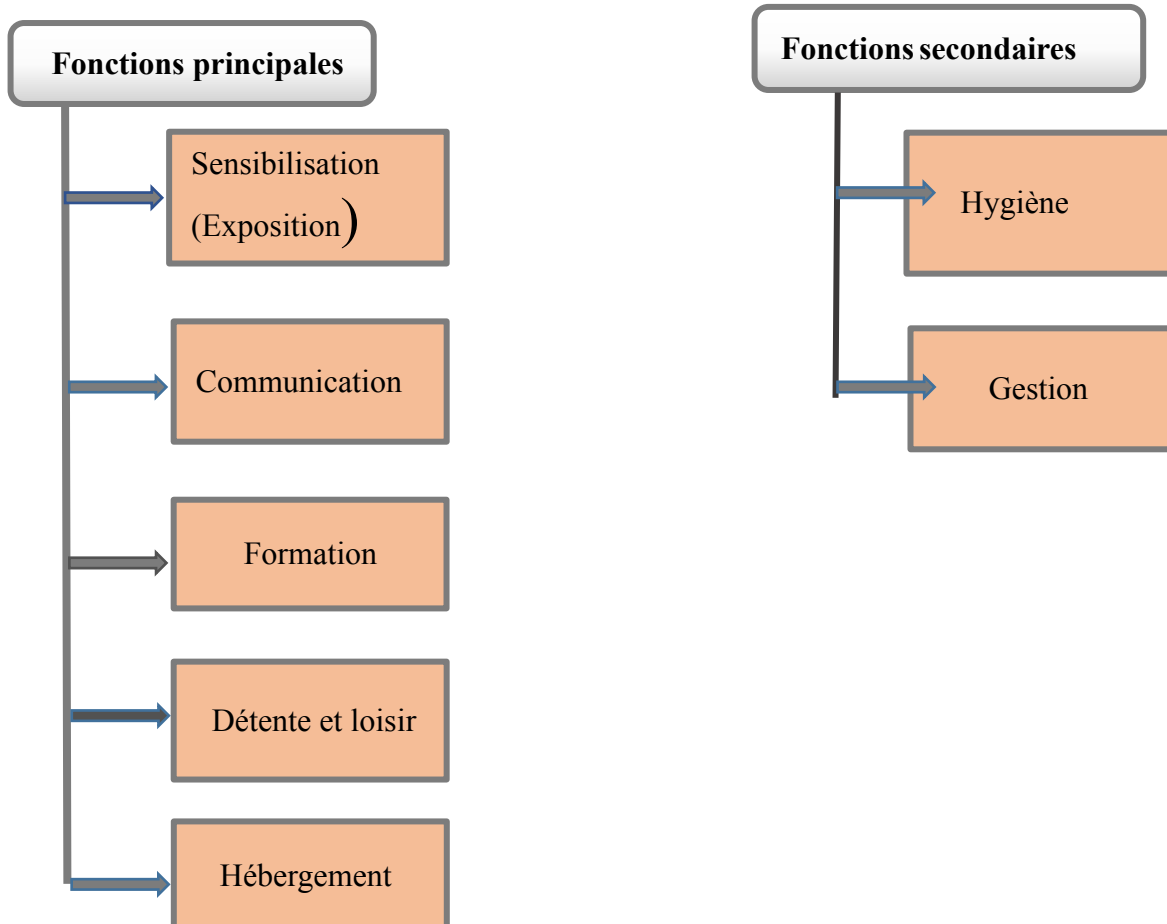 Fonctions principales
Sensibilisation
(Exposition)
Communication
Formation
Détente et loisir
Hébergement
Fonctions secondaires
Hygiène
Gestion